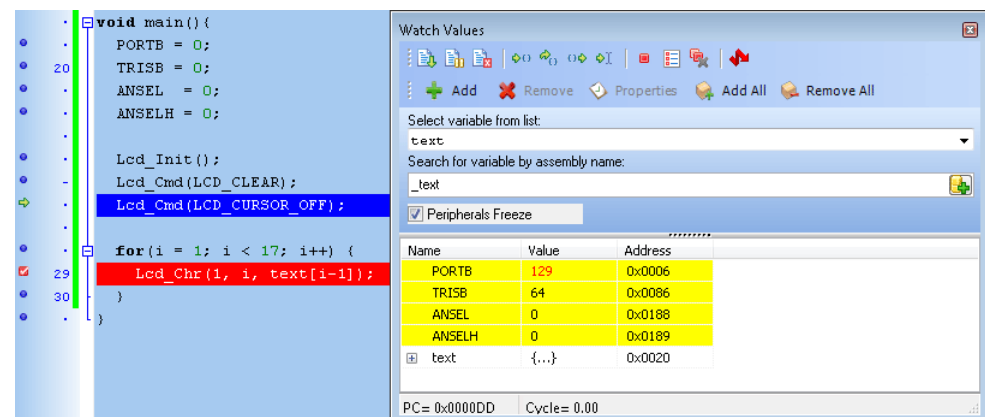 void main(){
PORTB = 0;
20 TRISB = 0;
ANSEL  = 0;
ANSELH = 0;
Lcd_Init();
Lcd_Cmd(LCD_CLEAR);
Lcd_Cmd(LCD_CURSOR_OFF);
for(i = 1; i < 17; i++) {
29 Lcd_Chr(1, i, text[i-1]);
30 }
}
Watch Values
Add Remove Properties Add All Remove All
Select variable from list:
text
Search for variable by assembly name:
_text
Peripherals Freeze
Name Value Address
PORTB 129 0x0006
TRISB 64 0x0086
ANSEL 0 0x0188
ANSELH 0 0x0189
text {...} 0x0020
PC= 0x0000DD Cycle= 0.00